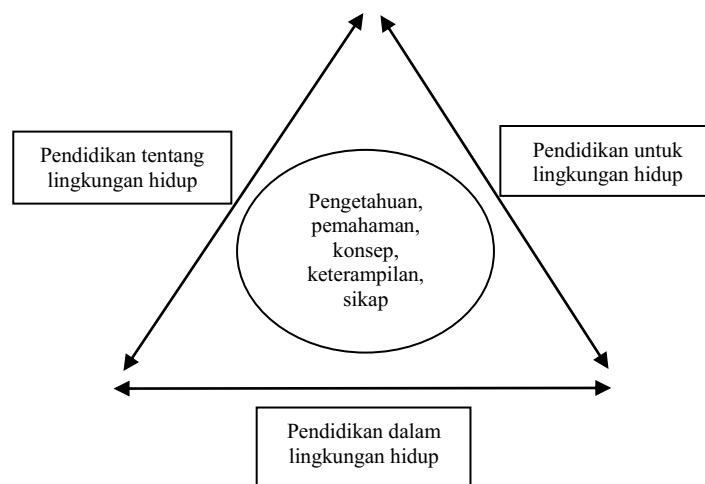 Pendidikan tentang
lingkungan hidup
Pendidikan untuk
lingkungan hidup
Pengetahuan,
pemahaman,
konsep,
keterampilan,
sikap
Pendidikan dalam
lingkungan hidup